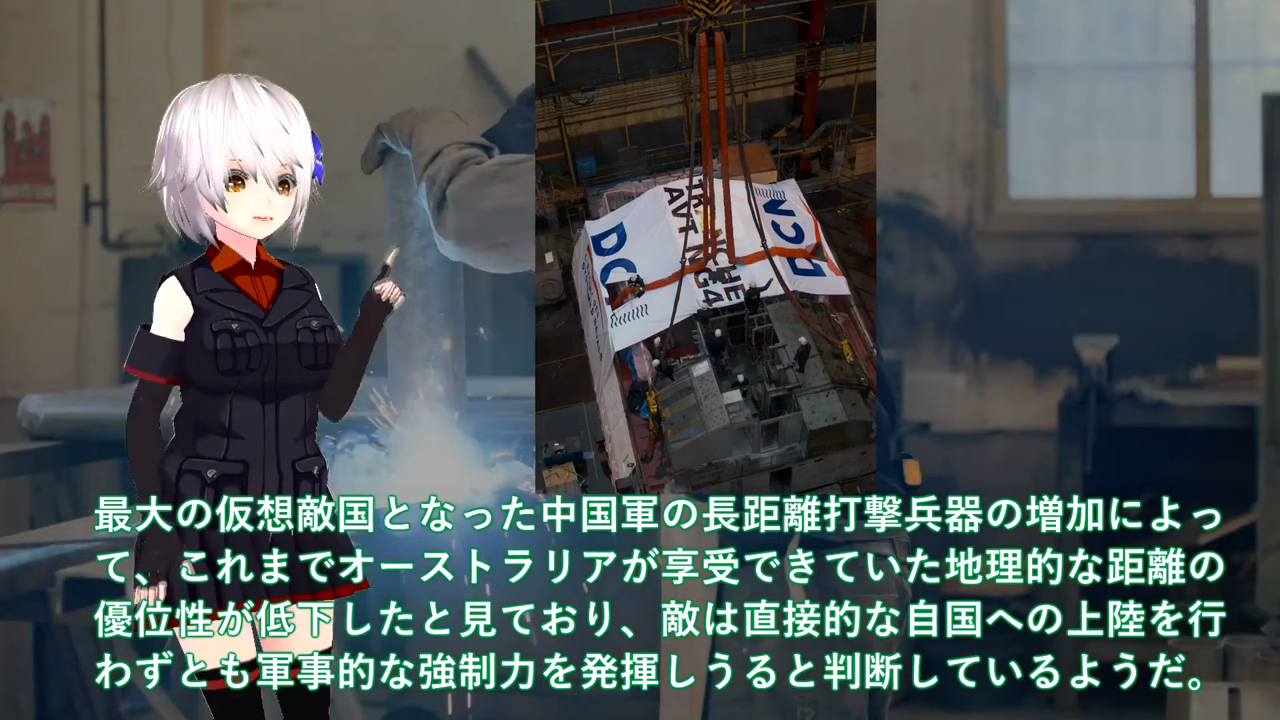 最大の仮想敵国となった中国軍の長距離打撃兵器の増加によっ
て、これまでオーストラリアが享受できていた地理的な距離の
優位性が低下したと見ており、敵は直接的な自国への上陸を行
わずとも軍事的な強制力を発揮しうると判断しているようだ。